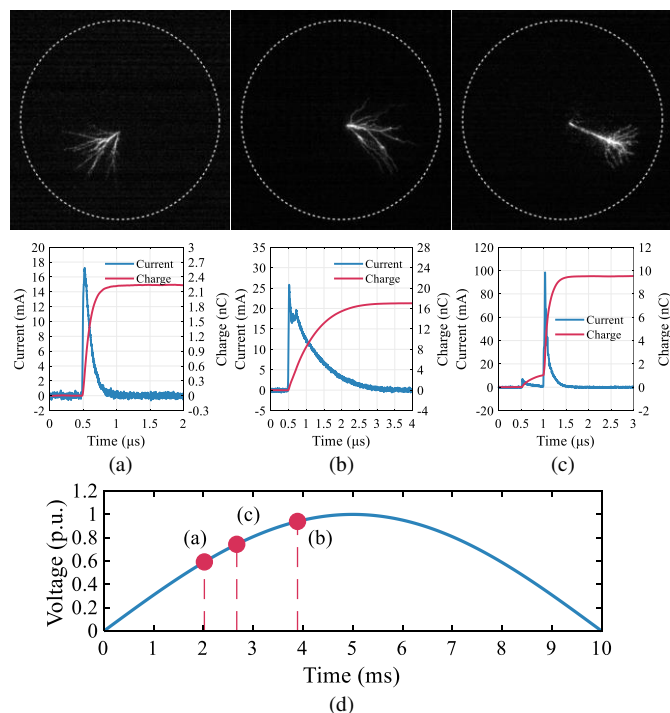 20
18
16
14
12
10
8
6
4
2
0
-2
Current (mA)
Current
Charge
3
2.7
2.4
2.1
1.8
1.5
1.2
0.9
0.6
0.3
0
-0.3
Charge (nC)
0 0.5 1 1.5 2
Time (μs)
(a)
35
30
25
20
15
10
5
0
-5
Current (mA)
Current
Charge
28
24
20
16
12
8
4
0
-4
Charge (nC)
0 0.5 1 1.5 2 2.5 3 3.5 4
Time (μs)
(b)
120
100
80
60
40
20
0
-20
Current (mA)
Current
Charge
12
10
8
6
4
2
0
-2
Charge (nC)
0 0.5 1 1.5 2 2.5 3
Time (μs)
(c)
1.2
1
0.8
0.6
0.4
0.2
0
Voltage (p.u.)
(a)
(c)
(b)
0 1 2 3 4 5 6 7 8 9 10
Time (ms)
(d)